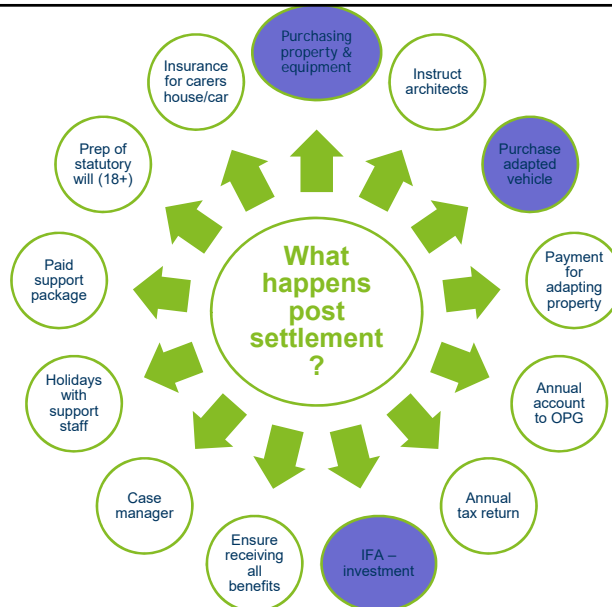 Purchasing
property &
equipment
Instruct
architects
Purchase
adapted
vehicle
Payment
for
adapting
property
Annual
account
to OPG
Annual
tax return
IFA –
investment
Ensure
receiving
all
benefits
Case
manager
Holidays
with
support
staff
Paid
support
package
Prep of
statutory
will (18+)
Insurance
for carers
house/car
What
happens
post
settlement
?